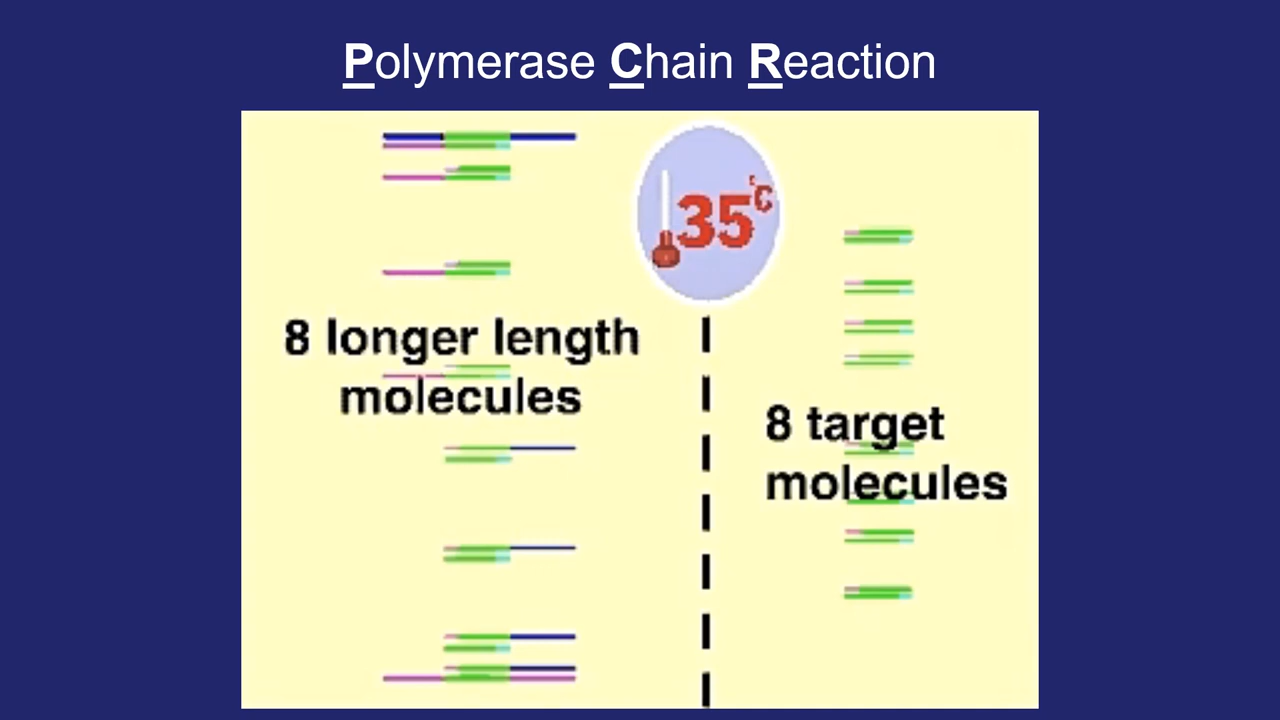 Polymerase Chain Reaction
35°C
8 longer length
molecules
8 target
molecules